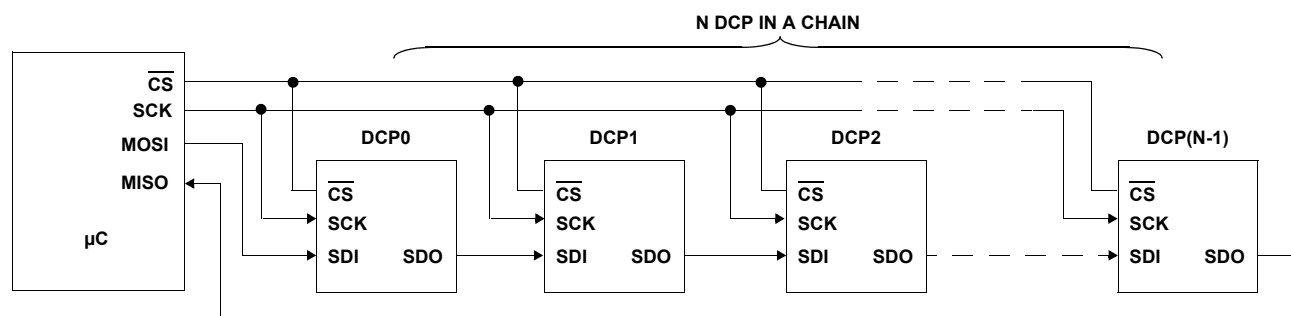 N DCP IN A CHAIN
CS
SCK
MOSI
MISO
µC
DCP0
CS
SCK
SDI SDO
DCP1
CS
SCK
SDI SDO
DCP2
CS
SCK
SDI SDO
DCP(N-1)
CS
SCK
SDI SDO